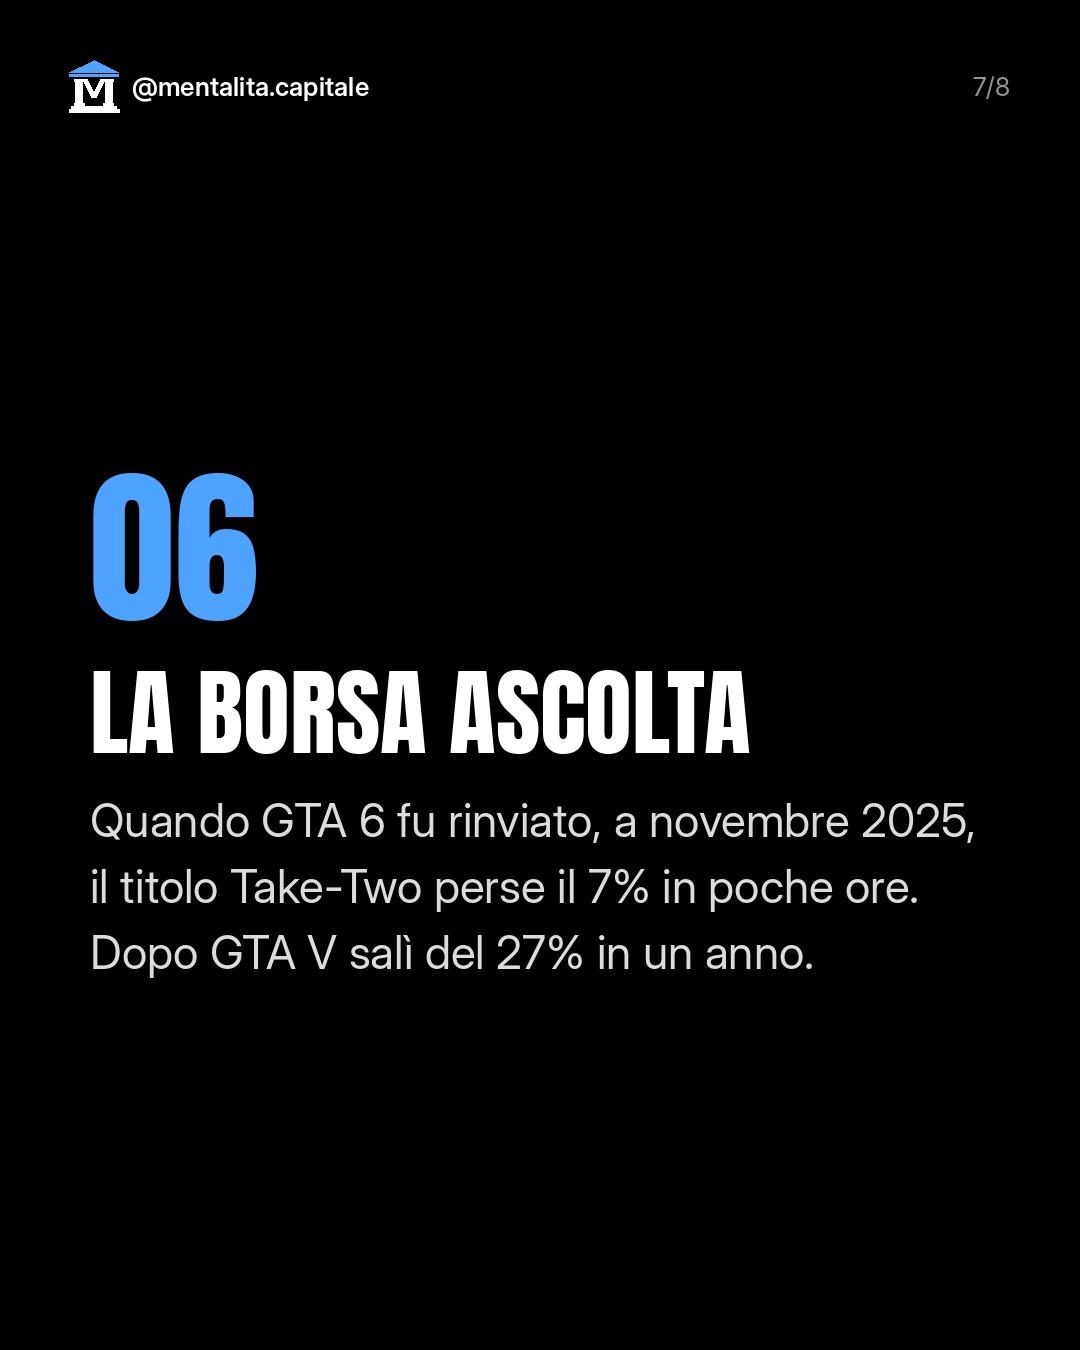 @mentalita.capitale
7/8
06
LA BORSA ASCOLTA
Quando GTA 6 fu rinviato, a novembre 2025,
il titolo Take-Two perse il 7% in poche ore.
Dopo GTA V salì del 27% in un anno.